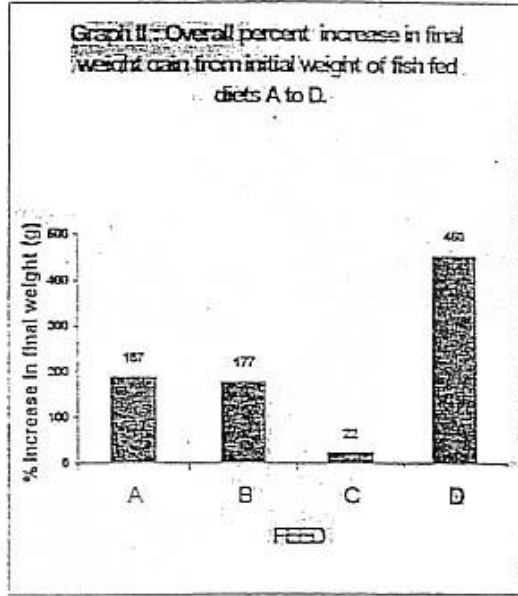 Graph II: Overall percent increase in final
weight gain from initial weight of fish fed
diets A to D.
% Increase in final weight (g)
500
400
300
200
100
0
187
177
22
A
B
C
D
FEED